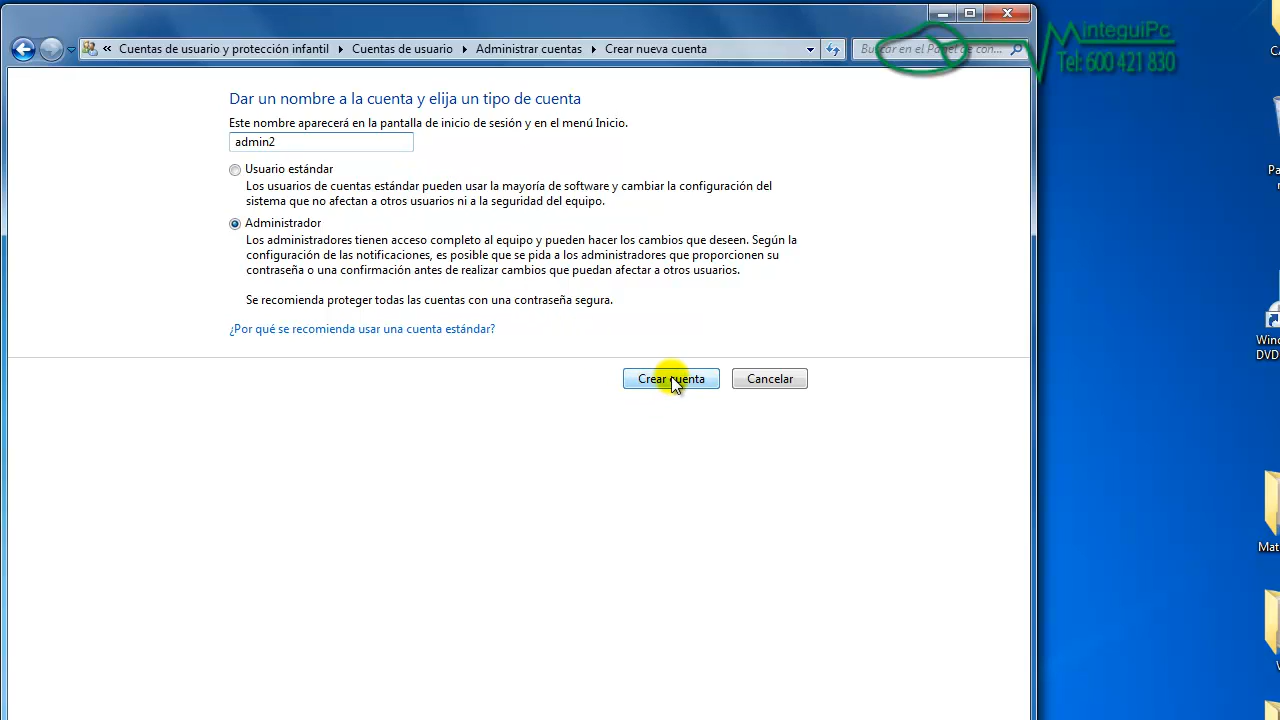 « Cuentas de usuario y protección infantil Cuentas de usuario Administrar cuentas Crear nueva cuenta
Buscar en el Panel de con...
MinteguiPc
Tel: 600 421 830
Dar un nombre a la cuenta y elija un tipo de cuenta
Este nombre aparecerá en la pantalla de inicio de sesión y en el menú Inicio.
admin2
Usuario estándar
Los usuarios de cuentas estándar pueden usar la mayoría de software y cambiar la configuración del
sistema que no afectan a otros usuarios ni a la seguridad del equipo.
Administrador
Los administradores tienen acceso completo al equipo y pueden hacer los cambios que deseen. Según la
configuración de las notificaciones, es posible que se pida a los administradores que proporcionen su
contraseña o una confirmación antes de realizar cambios que puedan afectar a otros usuarios.
Se recomienda proteger todas las cuentas con una contraseña segura.
¿Por qué se recomienda usar una cuenta estándar?
Crear cuenta
Cancelar
DVD